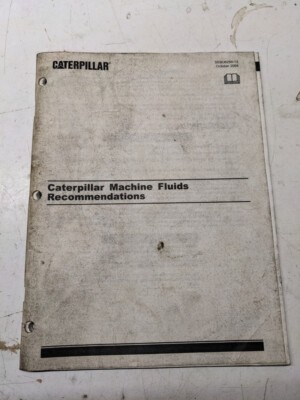 CATERPILLAR
Caterpillar Machine Fluids
Recommendations